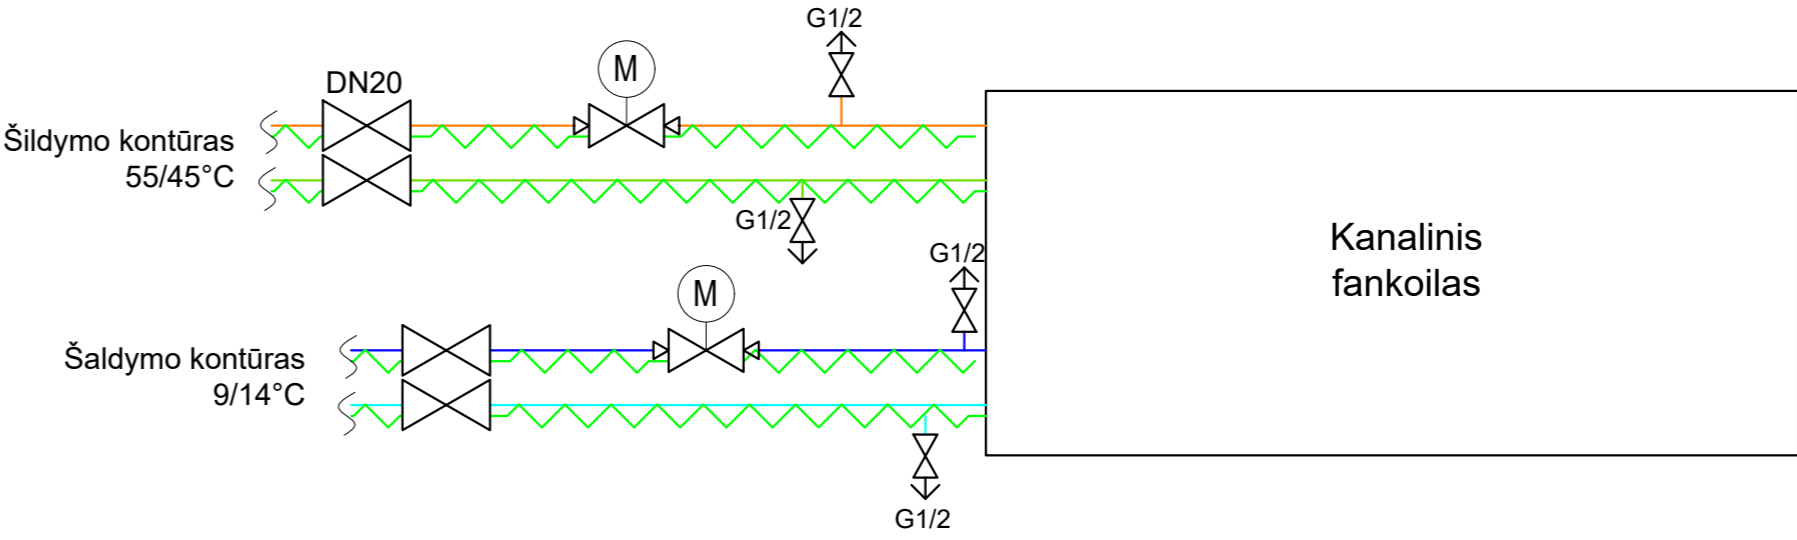 G1/2
M
DN20
Šildymo kontūras
55/45°C
G1/2
G1/2
Kanalinis
fankoilas
M
Šaldymo kontūras
9/14°C
G1/2